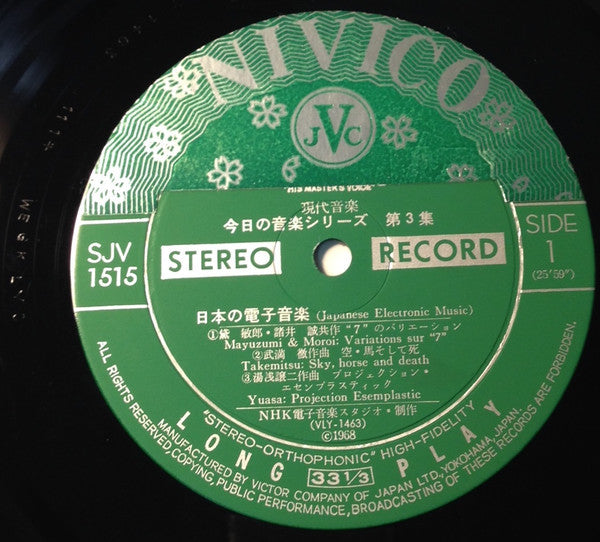 NIVICO
JVC
"HIS MASTER'S VOICE"
現代音楽
今日の音楽シリーズ 第3集
SJV
1515
STEREO RECORD
SIDE
1
(25'59")
日本の電子音楽 (Japanese Electronic Music)
①黛 敏郎・諸井 誠共作 "7" のバリエーション
Mayuzumi & Moroi: Variations sur "7"
②武満 徹作曲 空・馬そして死
Takemitsu: Sky, horse and death
③湯浅譲二作曲 プロジェクション・
エセンプラスティック
Yuasa: Projection Esemplastic
NHK電子音楽スタジオ・制作
(VLY-1463)
©1968
"STEREO-ORTHOPHONIC" HIGH-FIDELITY
LONG 33 1/3 PLAY
MANUFACTURED BY VICTOR COMPANY OF JAPAN LTD., YOKOHAMA, JAPAN.
ALL RIGHTS RESERVED, COPYING, PUBLIC PERFORMANCE, BROADCASTING OF THESE RECORDS ARE FORBIDDEN.